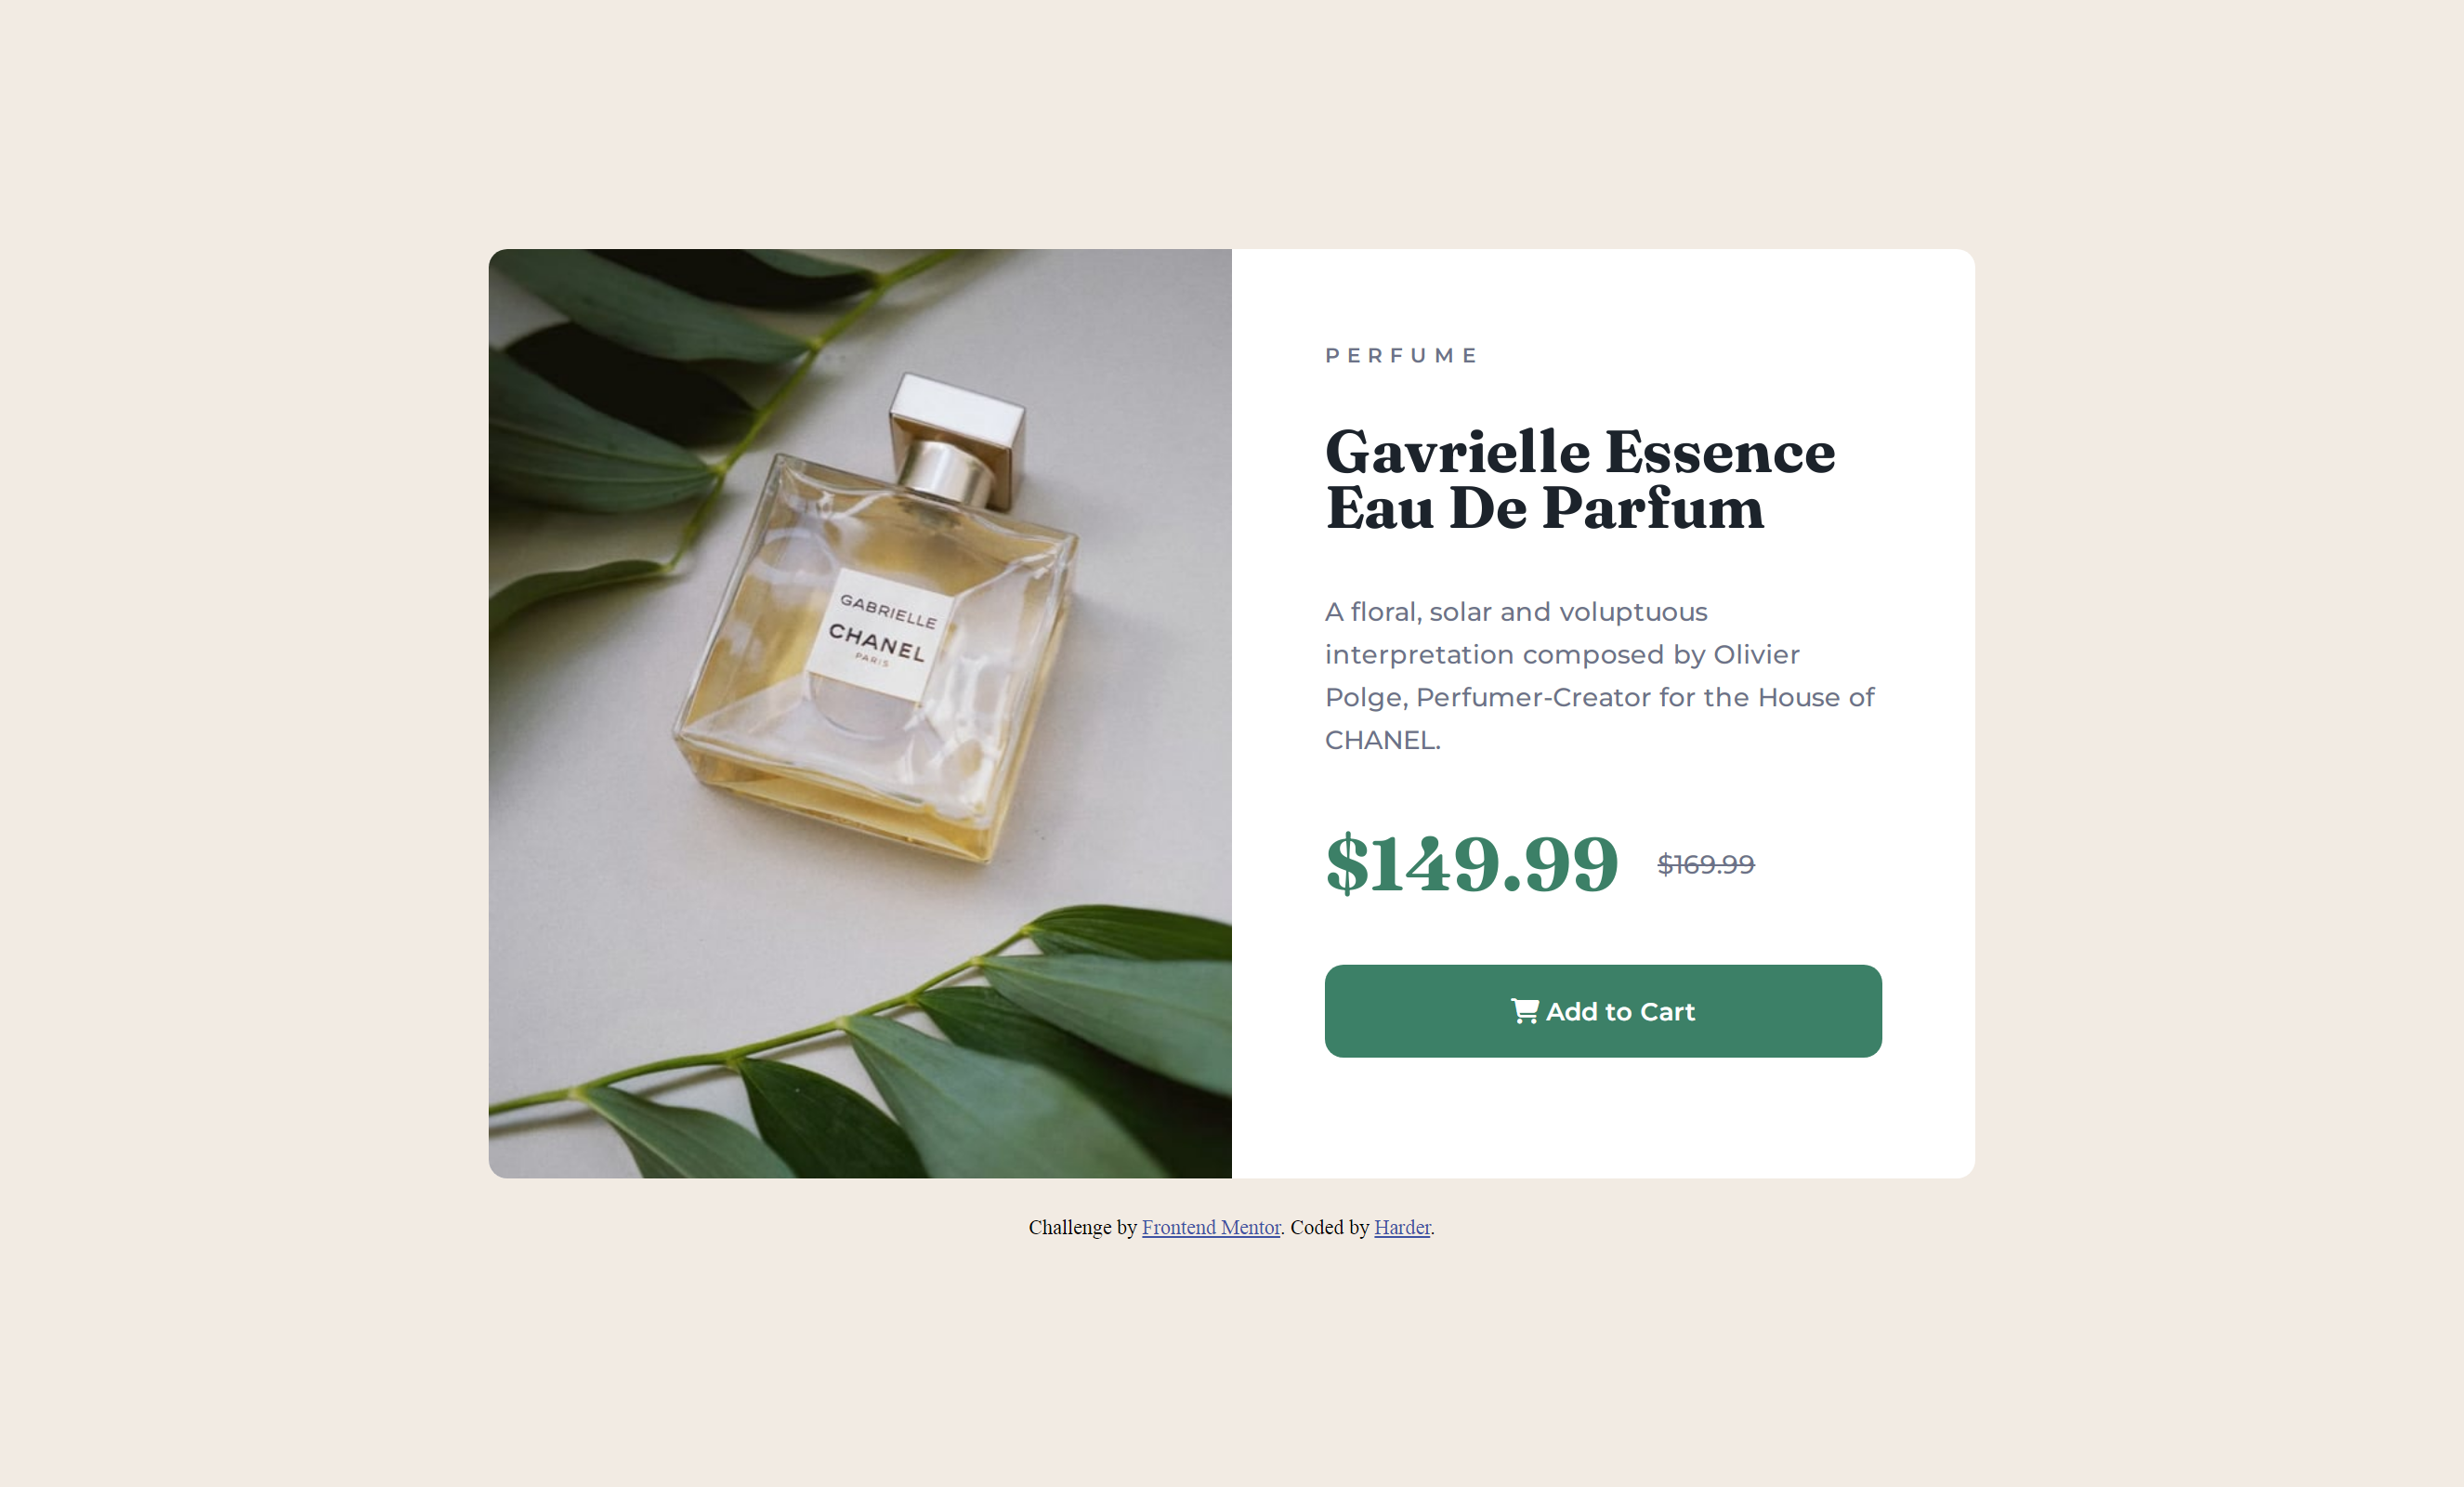 GABRIELLE
CHANEL
PARIS
PERFUME
Gavrielle Essence
Eau De Parfum
A floral, solar and voluptuous
interpretation composed by Olivier
Polge, Perfumer-Creator for the House of
CHANEL.
$149.99 $169.99
Add to Cart
Challenge by Frontend Mentor. Coded by Harder.